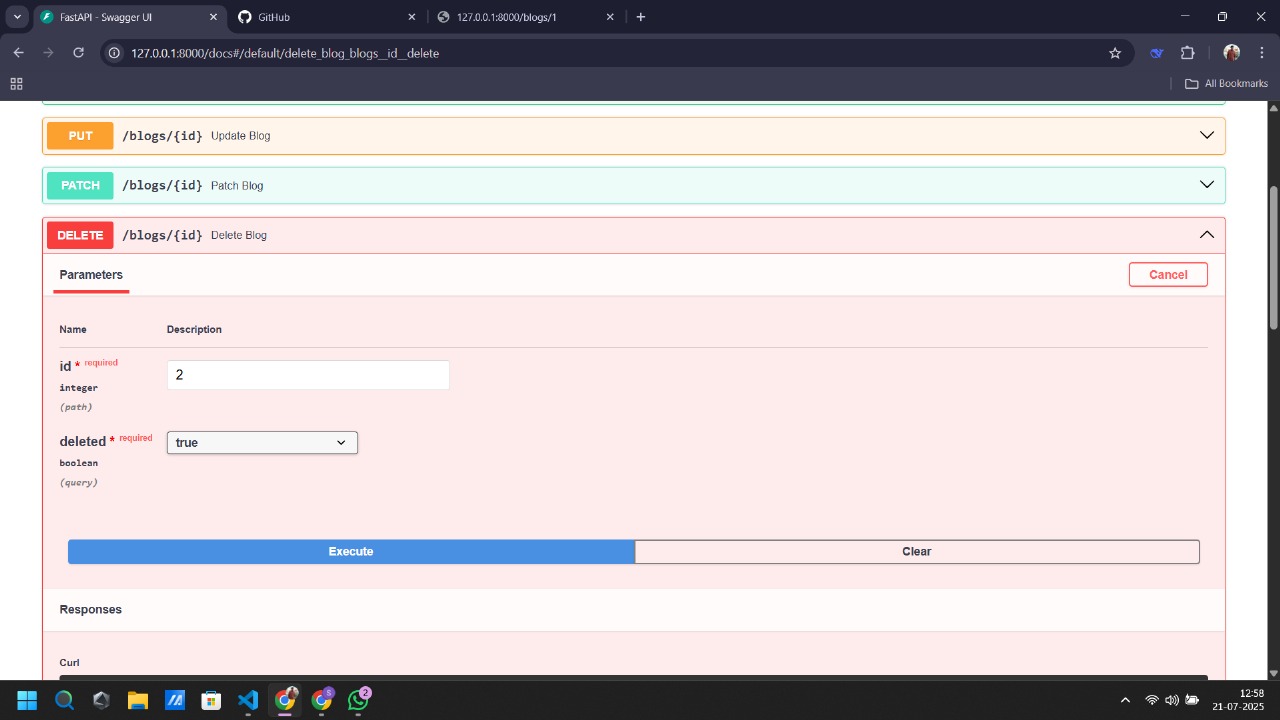 FastAPI - Swagger UI
GitHub
127.0.0.1:8000/blogs/1
127.0.0.1:8000/docs#/default/delete_blog_blogs__id__delete
All Bookmarks
PUT /blogs/{id} Update Blog
PATCH /blogs/{id} Patch Blog
DELETE /blogs/{id} Delete Blog
Parameters
Cancel
Name Description
id * required
integer
(path)
2
deleted * required
boolean
(query)
true
Execute
Clear
Responses
Curl
S
2
12:58
21-07-2025